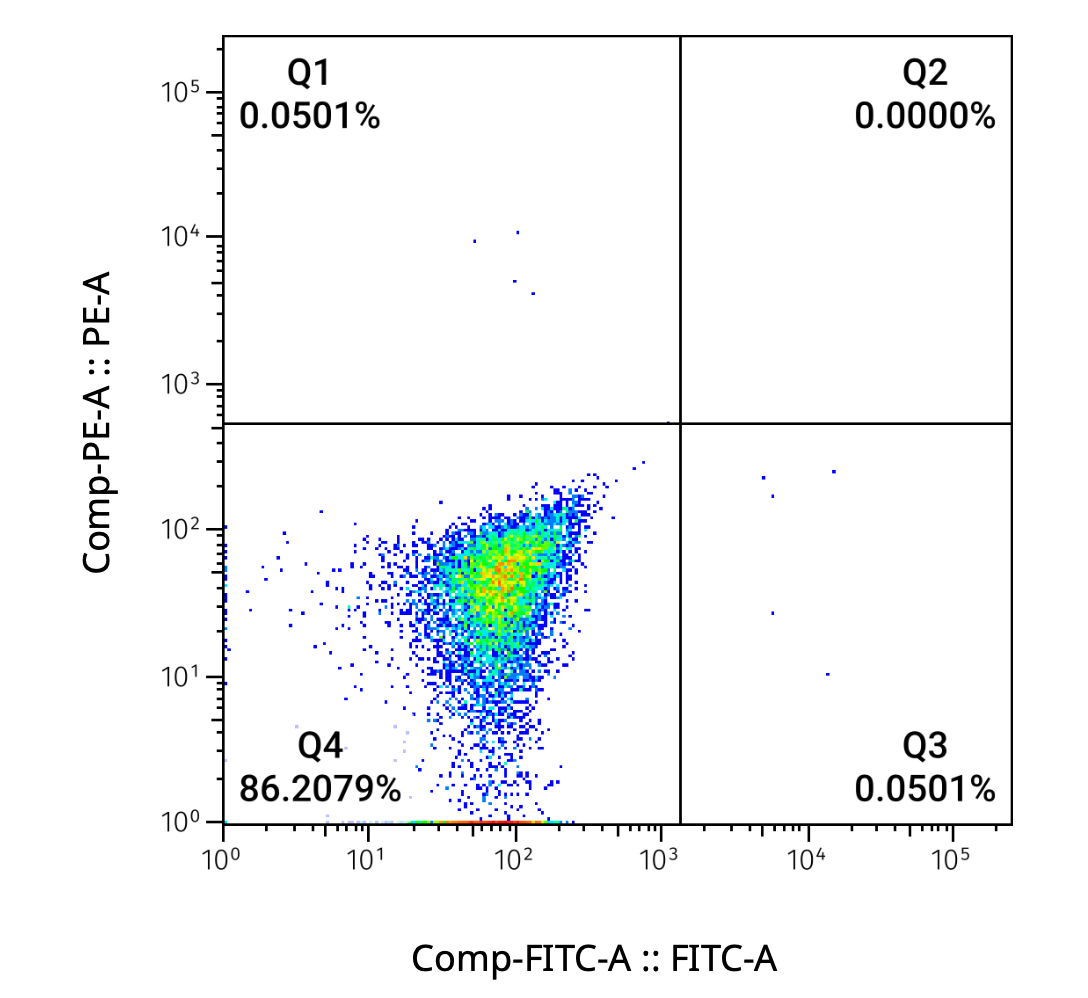 Q1
0.0501%
Q2
0.0000%
10⁵
10⁴
10³
10²
10¹
10⁰
Comp-PE-A :: PE-A
Q4
86.2079%
Q3
0.0501%
10⁰ 10¹ 10² 10³ 10⁴ 10⁵
Comp-FITC-A :: FITC-A